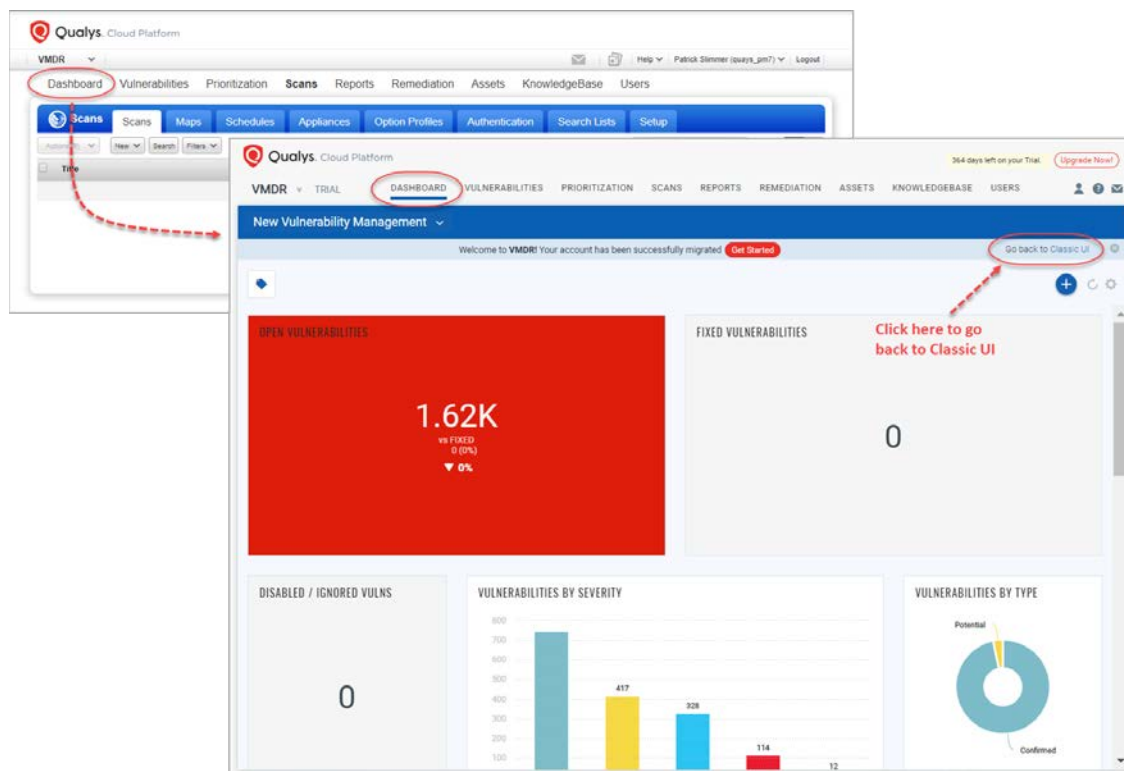 Qualys. Cloud Platform
VMDR
Help Patrick Slimmer (quays_pm7) Logout
Dashboard Vulnerabilities Prioritization Scans Reports Remediation Assets KnowledgeBase Users
Scans Scans Maps Schedules Appliances Option Profiles Authentication Search Lists Setup
New Search Filters
Title
Qualys. Cloud Platform
364 days left on your Trial. Upgrade Now!
VMDR TRIAL DASHBOARD VULNERABILITIES PRIORITIZATION SCANS REPORTS REMEDIATION ASSETS KNOWLEDGEBASE USERS
New Vulnerability Management
Welcome to VMDR! Your account has been successfully migrated Get Started
Go back to Classic UI
Click here to go
back to Classic UI
OPEN VULNERABILITIES
1.62K
vs FIXED
0 (0%)
0%
FIXED VULNERABILITIES
0
DISABLED / IGNORED VULNS
0
VULNERABILITIES BY SEVERITY
800
700
600
500
400
300
200
100
417
328
114
12
VULNERABILITIES BY TYPE
Potential
Confirmed